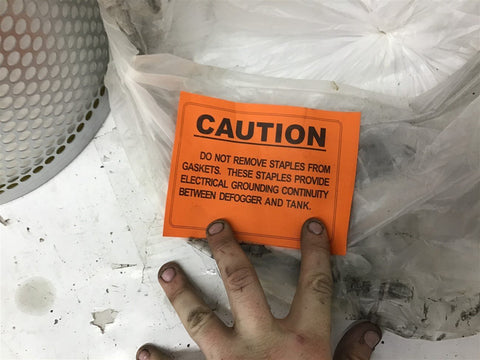 CAUTION
DO NOT REMOVE STAPLES FROM
GASKETS. THESE STAPLES PROVIDE
ELECTRICAL GROUNDING CONTINUITY
BETWEEN DEFOGGER AND TANK.